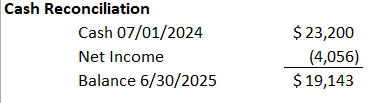 Cash Reconciliation
Cash 07/01/2024 $ 23,200
Net Income (4,056)
Balance 6/30/2025 $ 19,143